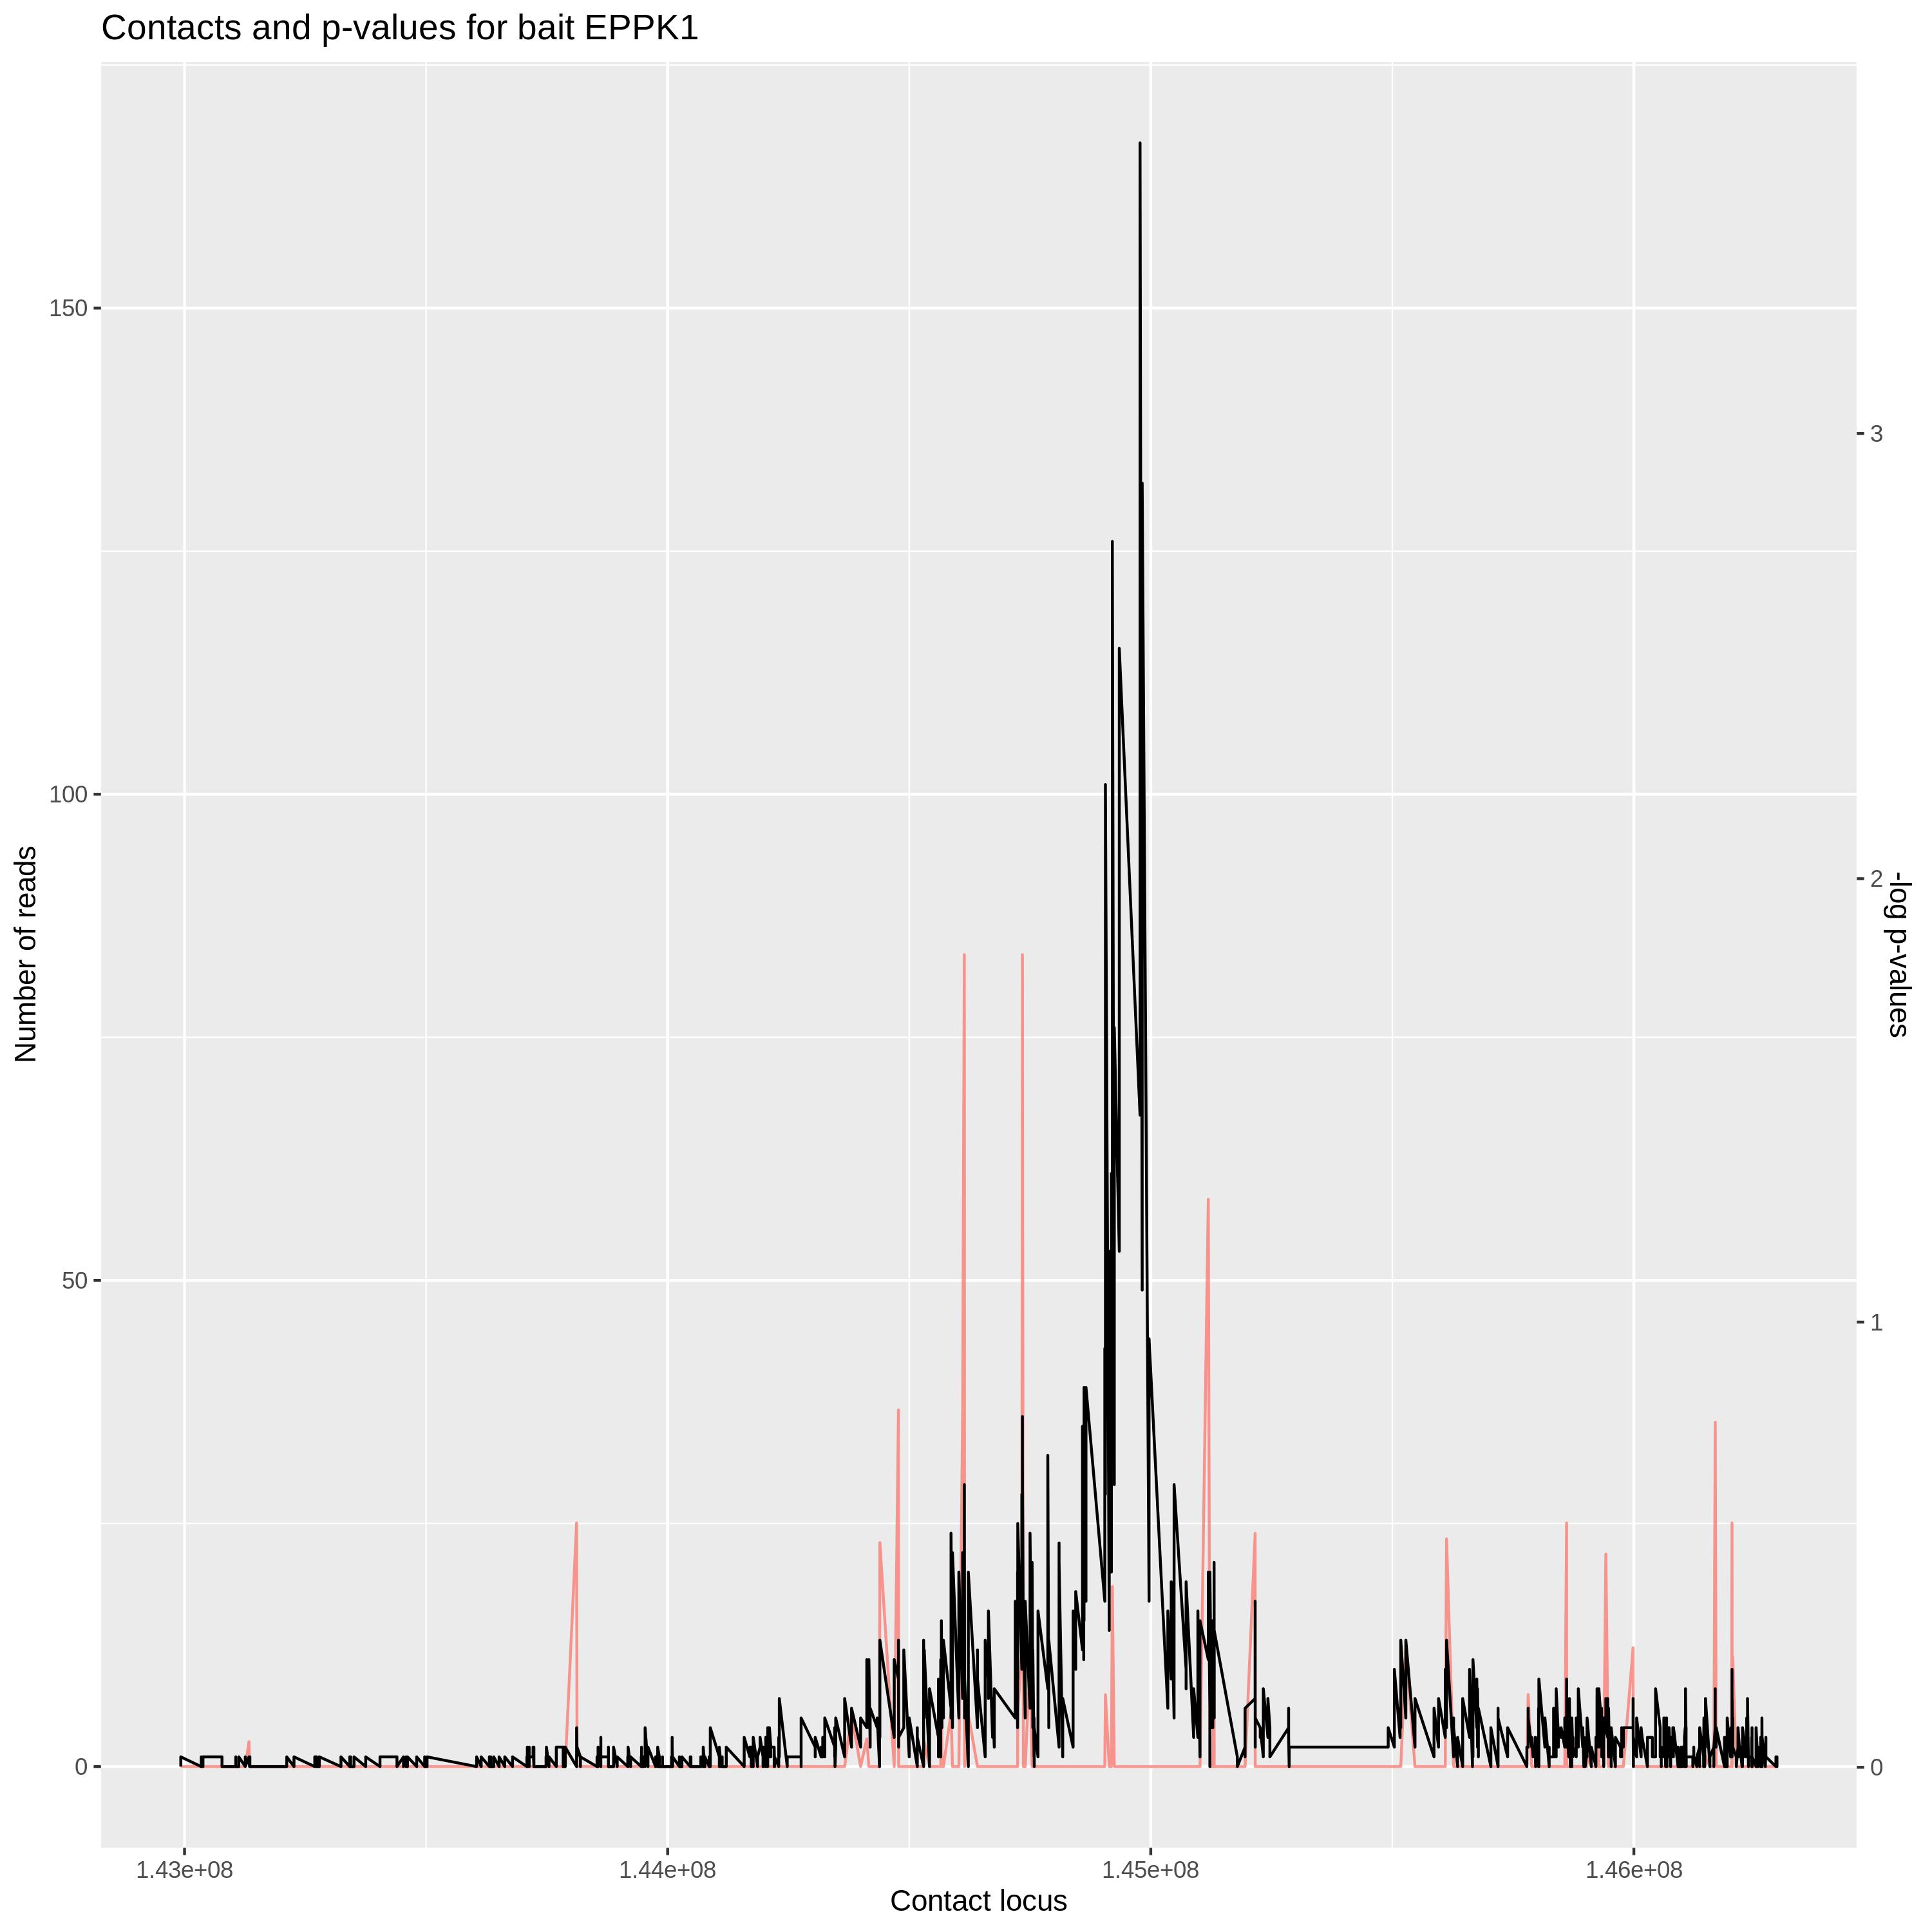 Contacts and p-values for bait EPPK1
Number of reads
150
100
50
0
3
2
1
0
-log p-values
1.43e+08
1.44e+08
1.45e+08
1.46e+08
Contact locus